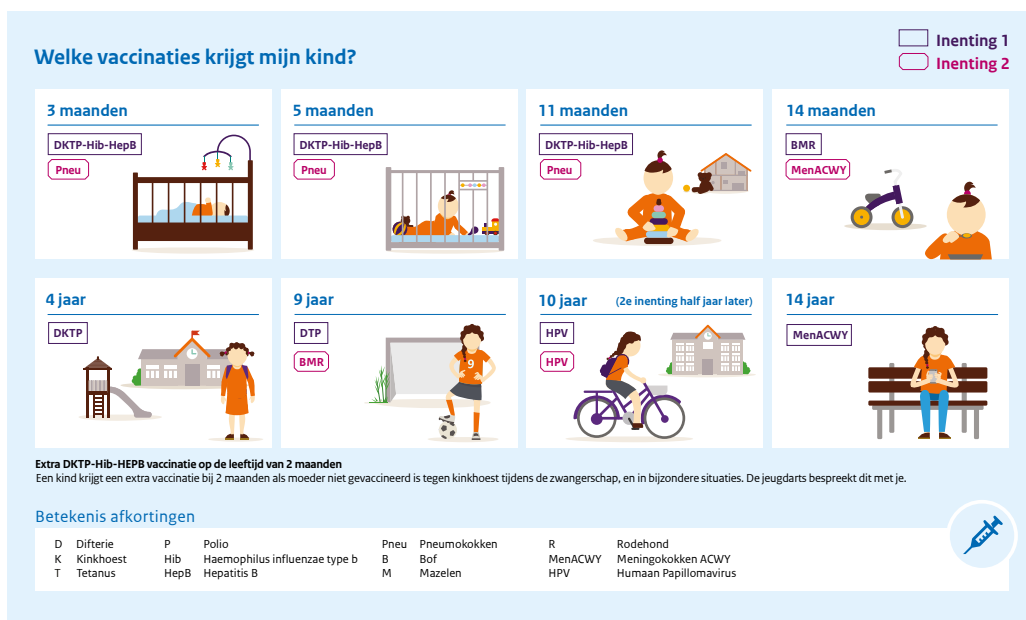 Welke vaccinaties krijgt mijn kind?
Inenting 1
Inenting 2
3 maanden
DKTP-Hib-HepB
Pneu
5 maanden
DKTP-Hib-HepB
Pneu
11 maanden
DKTP-Hib-HepB
Pneu
14 maanden
BMR
MenACWY
4 jaar
DKTP
9 jaar
DTP
BMR
9
10 jaar (2e inenting half jaar later)
HPV
HPV
14 jaar
MenACWY
Extra DKTP-Hib-HEPB vaccinatie op de leeftijd van 2 maanden
Een kind krijgt een extra vaccinatie bij 2 maanden als moeder niet gevaccineerd is tegen kinkhoest tijdens de zwangerschap, en in bijzondere situaties. De jeugdarts bespreekt dit met je.
Betekenis afkortingen
D Difterie P Polio Pneu Pneumokokken R Rodehond
K Kinkhoest Hib Haemophilus influenzae type b B Bof MenACWY Meningokokken ACWY
T Tetanus HepB Hepatitis B M Mazelen HPV Humaan Papillomavirus